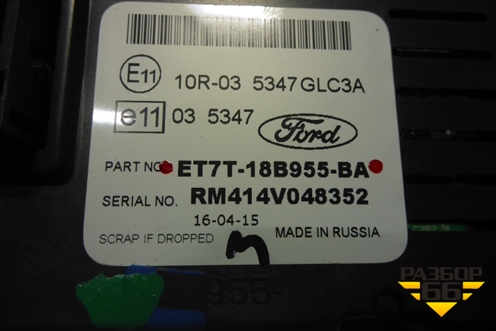 E11 10R-03 5347GLC3A
e11 03 5347
Ford
PART NO. ET7T-18B955-BA
SERIAL NO. RM414V048352
16-04-15
SCRAP IF DROPPED MADE IN RUSSIA
955-
РАЗБОР
66